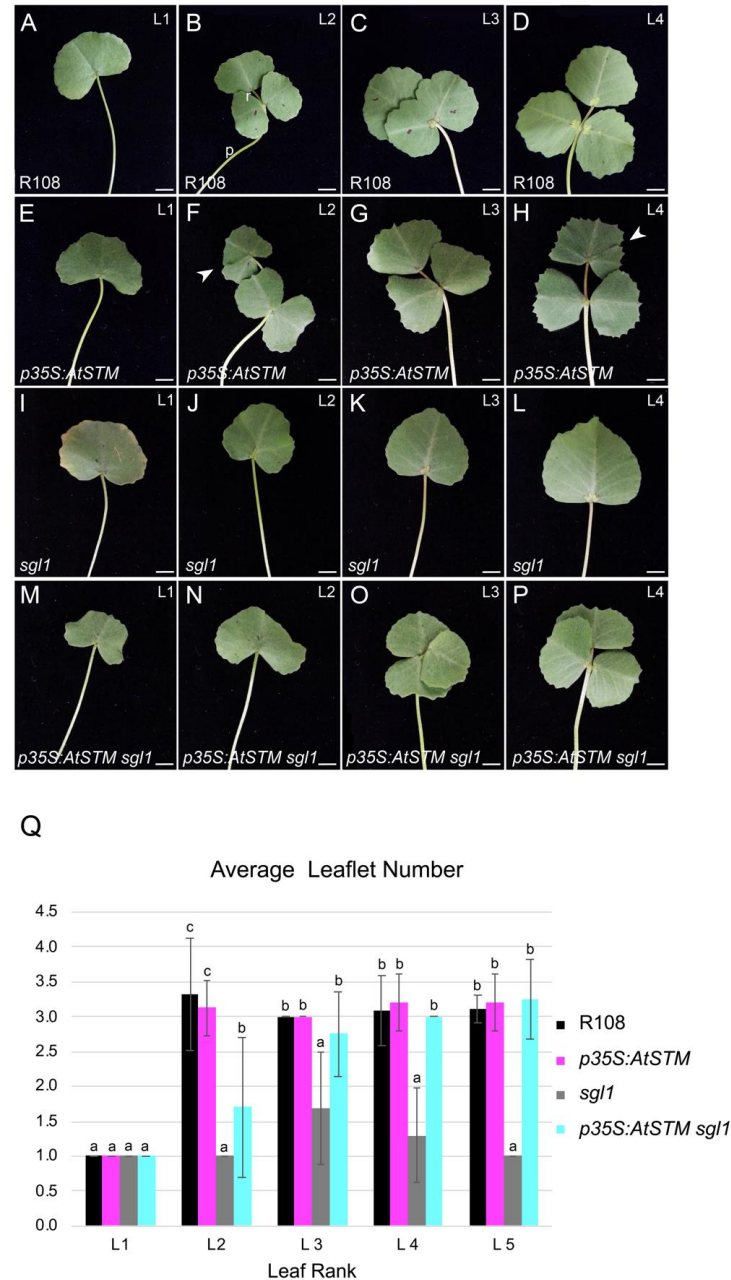 A L1 B L2 C L3 D L4
r
p
R108 R108 R108 R108
E L1 F L2 G L3 H L4
p35S:AtSTM p35S:AtSTM p35S:AtSTM p35S:AtSTM
I L1 J L2 K L3 L L4
sgl1 sgl1 sgl1 sgl1
M L1 N L2 O L3 P L4
p35S:AtSTM sgl1 p35S:AtSTM sgl1 p35S:AtSTM sgl1 p35S:AtSTM sgl1
Q
Average Leaflet Number
4.5
4.0
3.5
3.0
2.5
2.0
1.5
1.0
0.5
0.0
a a a a
c c a b
b b a b
b b a b
b b a b
L1 L2 L 3 L 4 L 5
Leaf Rank
R108
p35S:AtSTM
sgl1
p35S:AtSTM sgl1